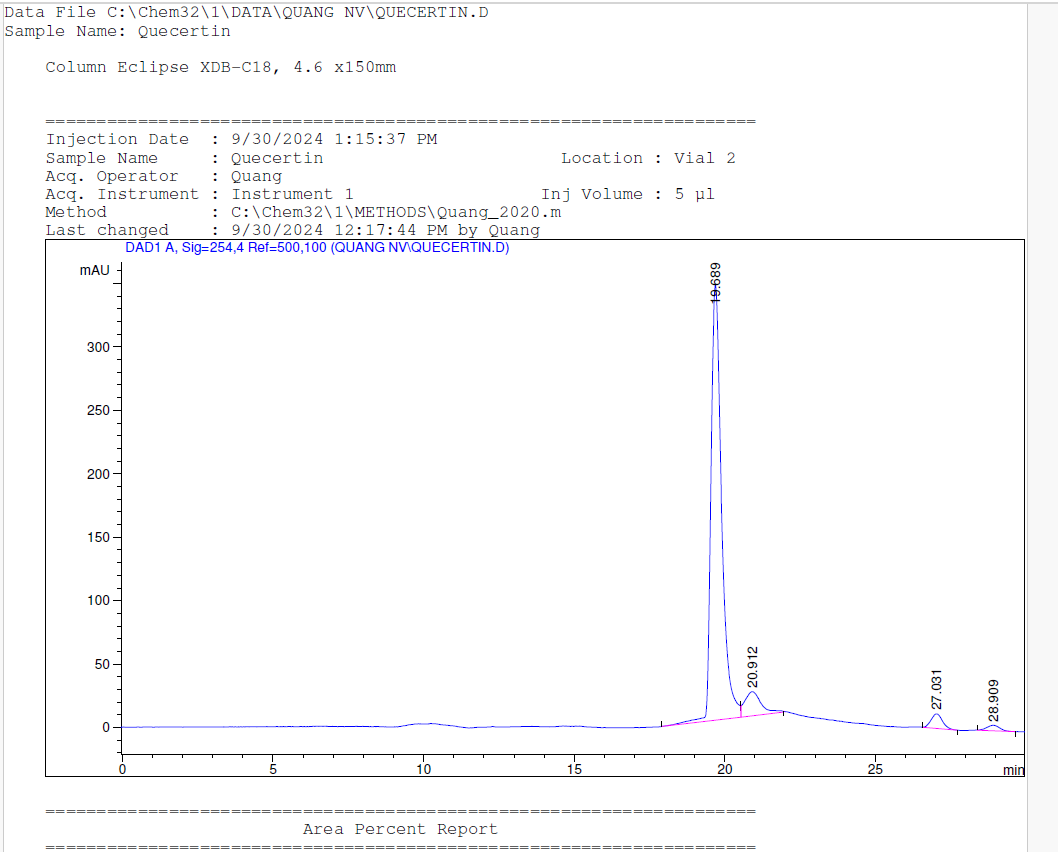 Data File C:\Chem32\1\DATA\QUANG NV\QUECERTIN.D
Sample Name: Quecertin
Column Eclipse XDB-C18, 4.6 x150mm
=====================================================================
Injection Date  : 9/30/2024 1:15:37 PM
Sample Name     : Quecertin                       Location : Vial 2
Acq. Operator   : Quang
Acq. Instrument : Instrument 1                  Inj Volume : 5 µl
Method          : C:\Chem32\1\METHODS\Quang_2020.m
Last changed    : 9/30/2024 12:17:44 PM by Quang
DAD1 A, Sig=254,4 Ref=500,100 (QUANG NV\QUECERTIN.D)
mAU
300
250
200
150
100
50
0
19.689
20.912
27.031
28.909
0 5 10 15 20 25 min
=====================================================================
Area Percent Report
=====================================================================